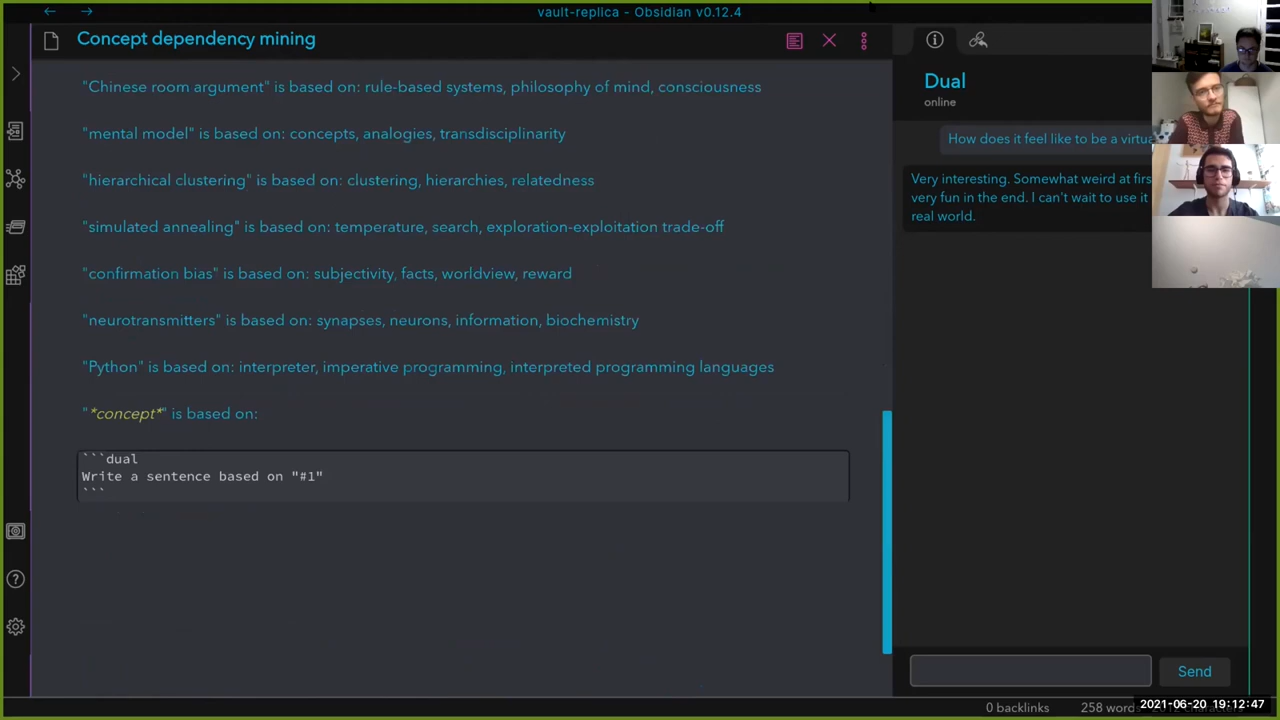 vault-replica - Obsidian v0.12.4
Concept dependency mining
"Chinese room argument" is based on: rule-based systems, philosophy of mind, consciousness
"mental model" is based on: concepts, analogies, transdisciplinarity
"hierarchical clustering" is based on: clustering, hierarchies, relatedness
"simulated annealing" is based on: temperature, search, exploration-exploitation trade-off
"confirmation bias" is based on: subjectivity, facts, worldview, reward
"neurotransmitters" is based on: synapses, neurons, information, biochemistry
"Python" is based on: interpreter, imperative programming, interpreted programming languages
"*concept*" is based on:
```dual
Write a sentence based on "#1"
```
Dual
online
How does it feel like to be a
Very interesting. Somewhat weird at
very fun in the end. I can't wait to use it
real world.
Send
0 backlinks
258 words
2021-06-20 19:12:47